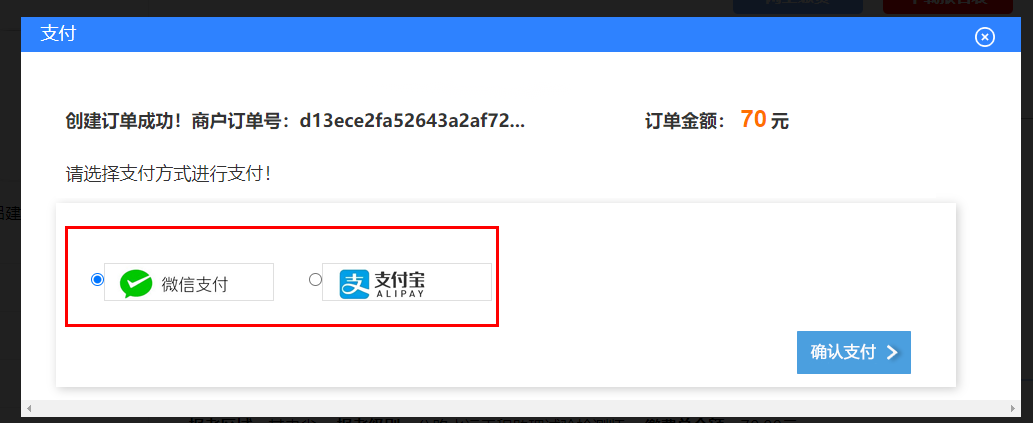 支付
创建订单成功！商户订单号：d13ece2fa52643a2af72... 订单金额： 70 元
请选择支付方式进行支付！
微信支付 支付宝
ALIPAY
确认支付